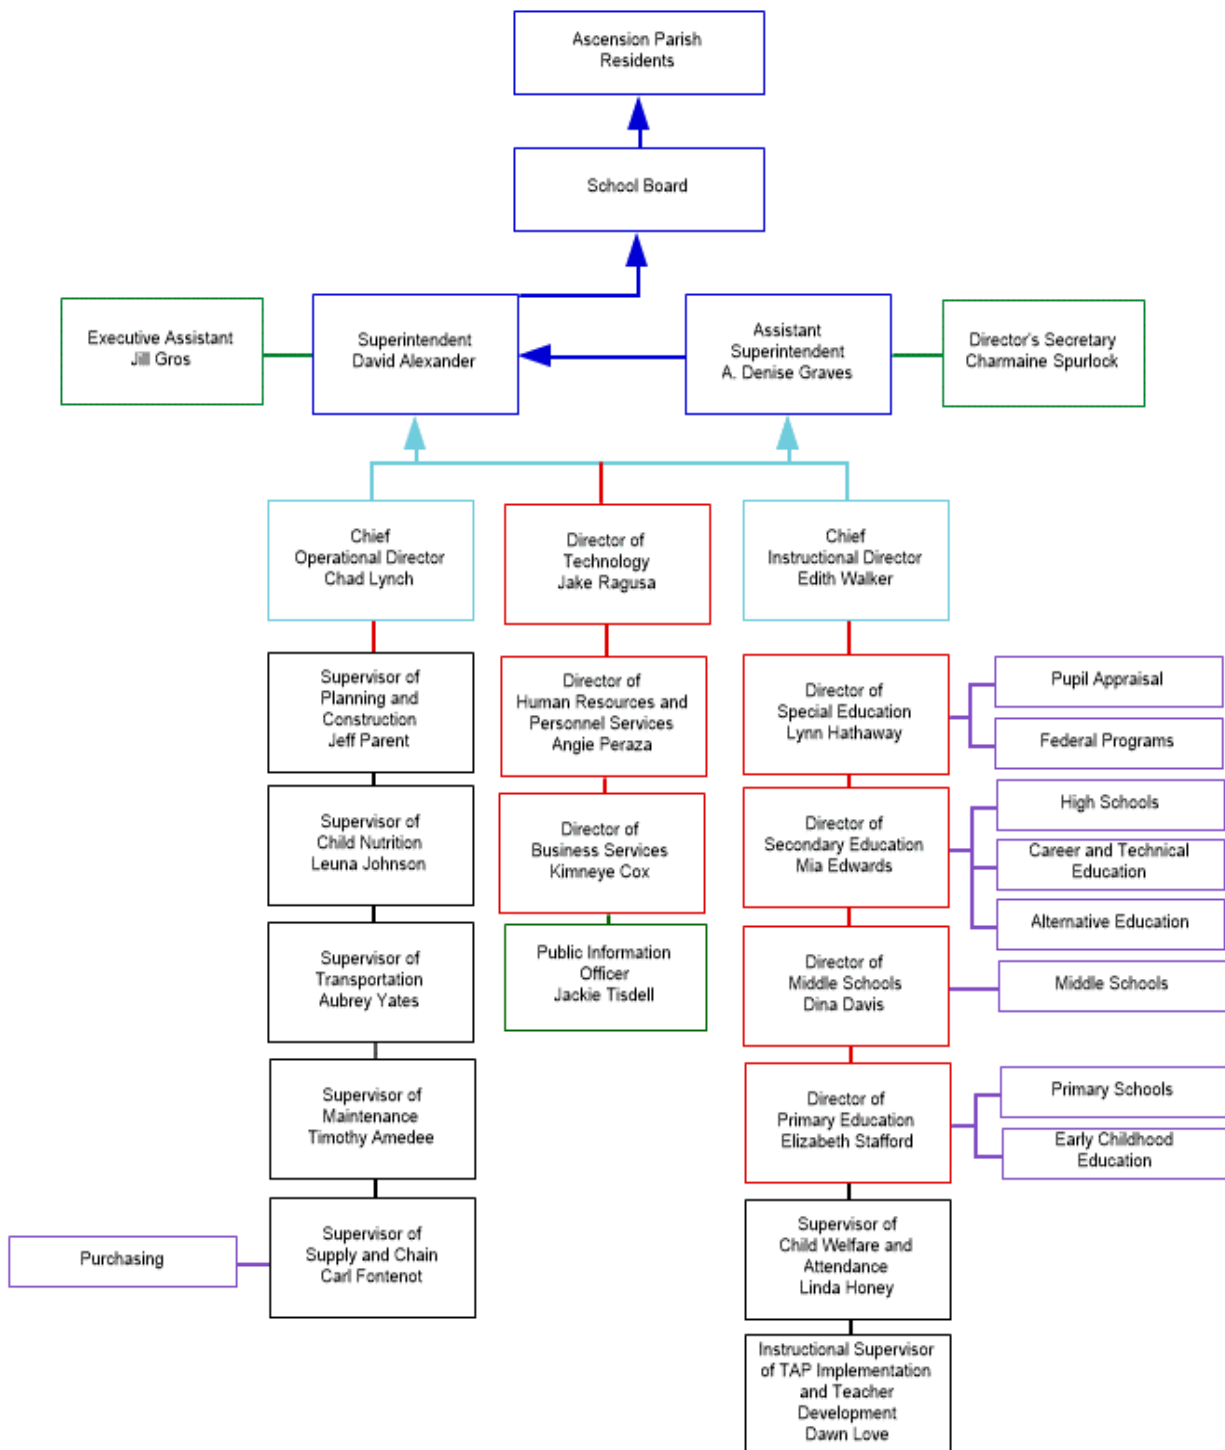 Ascension Parish
Residents
School Board
Executive Assistant
Jill Gros
Superintendent
David Alexander
Assistant
Superintendent
A. Denise Graves
Director's Secretary
Charmaine Spurlock
Chief
Operational Director
Chad Lynch
Director of
Technology
Jake Ragusa
Chief
Instructional Director
Edith Walker
Supervisor of
Planning and
Construction
Jeff Parent
Director of
Human Resources and
Personnel Services
Angie Peraza
Director of
Special Education
Lynn Hathaway
Pupil Appraisal
Federal Programs
Supervisor of
Child Nutrition
Leuna Johnson
Director of
Business Services
Kimneye Cox
Director of
Secondary Education
Mia Edwards
High Schools
Career and Technical
Education
Alternative Education
Supervisor of
Transportation
Aubrey Yates
Public Information
Officer
Jackie Tisdell
Director of
Middle Schools
Dina Davis
Middle Schools
Supervisor of
Maintenance
Timothy Amedee
Director of
Primary Education
Elizabeth Stafford
Primary Schools
Early Childhood
Education
Purchasing
Supervisor of
Supply and Chain
Carl Fontenot
Supervisor of
Child Welfare and
Attendance
Linda Honey
Instructional Supervisor
of TAP Implementation
and Teacher
Development
Dawn Love